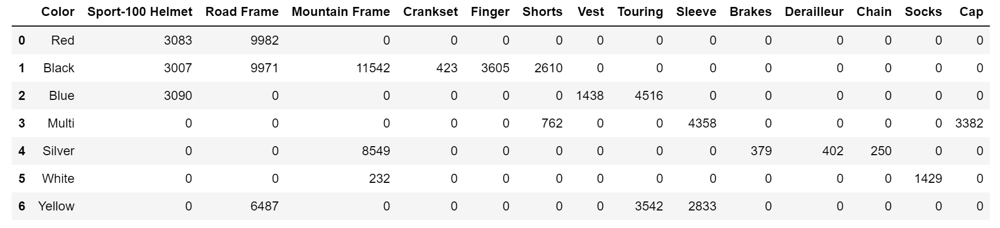 Color Sport-100 Helmet Road Frame Mountain Frame Crankset Finger Shorts Vest Touring Sleeve Brakes Derailleur Chain Socks Cap
0 Red 3083 9982 0 0 0 0 0 0 0 0 0 0 0 0
1 Black 3007 9971 11542 423 3605 2610 0 0 0 0 0 0 0 0
2 Blue 3090 0 0 0 0 0 1438 4516 0 0 0 0 0 0
3 Multi 0 0 0 0 0 762 0 0 4358 0 0 0 0 3382
4 Silver 0 0 8549 0 0 0 0 0 0 379 402 250 0 0
5 White 0 0 232 0 0 0 0 0 0 0 0 0 1429 0
6 Yellow 0 6487 0 0 0 0 0 3542 2833 0 0 0 0 0